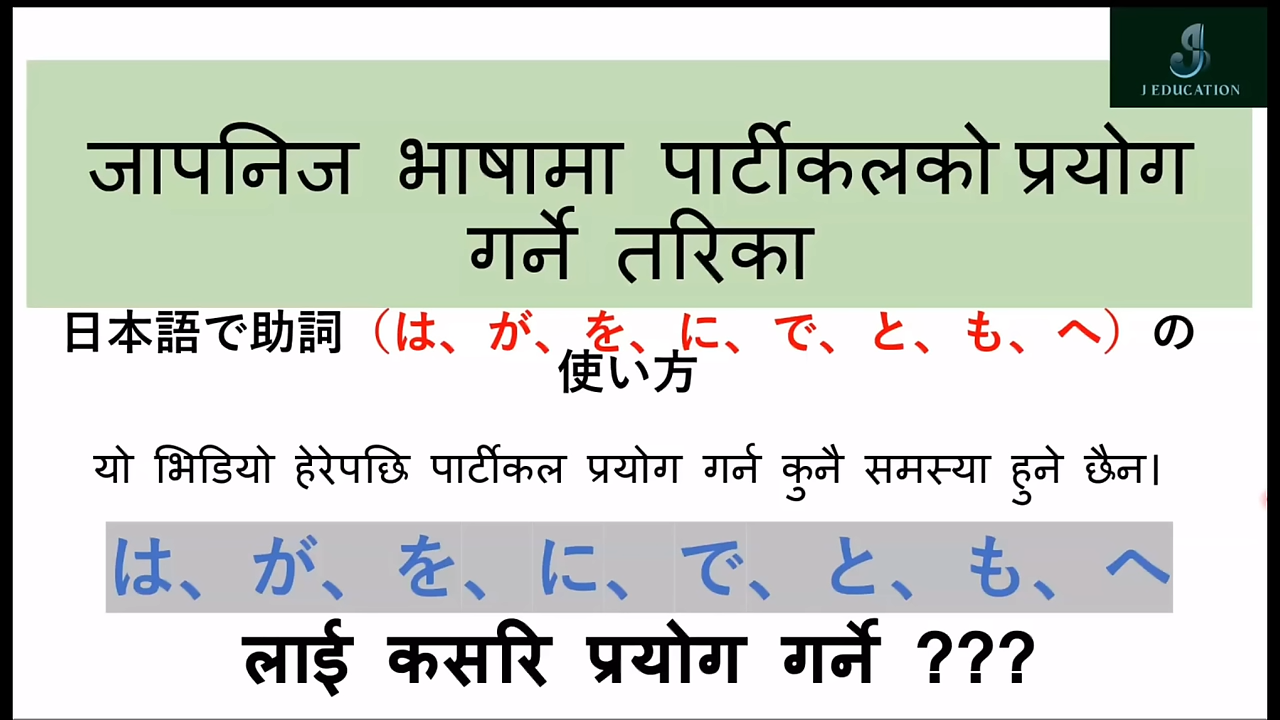 J EDUCATION
जापनिज भाषामा पार्टीकलको प्रयोग
गर्ने तरिका
日本語で助詞（は、が、を、に、で、と、も、へ）の
使い方
यो भिडियो हेरेपछि पार्टीकल प्रयोग गर्न कुनै समस्या हुने छैन।
は、が、を、に、で、と、も、へ
लाई कसरि प्रयोग गर्ने ???